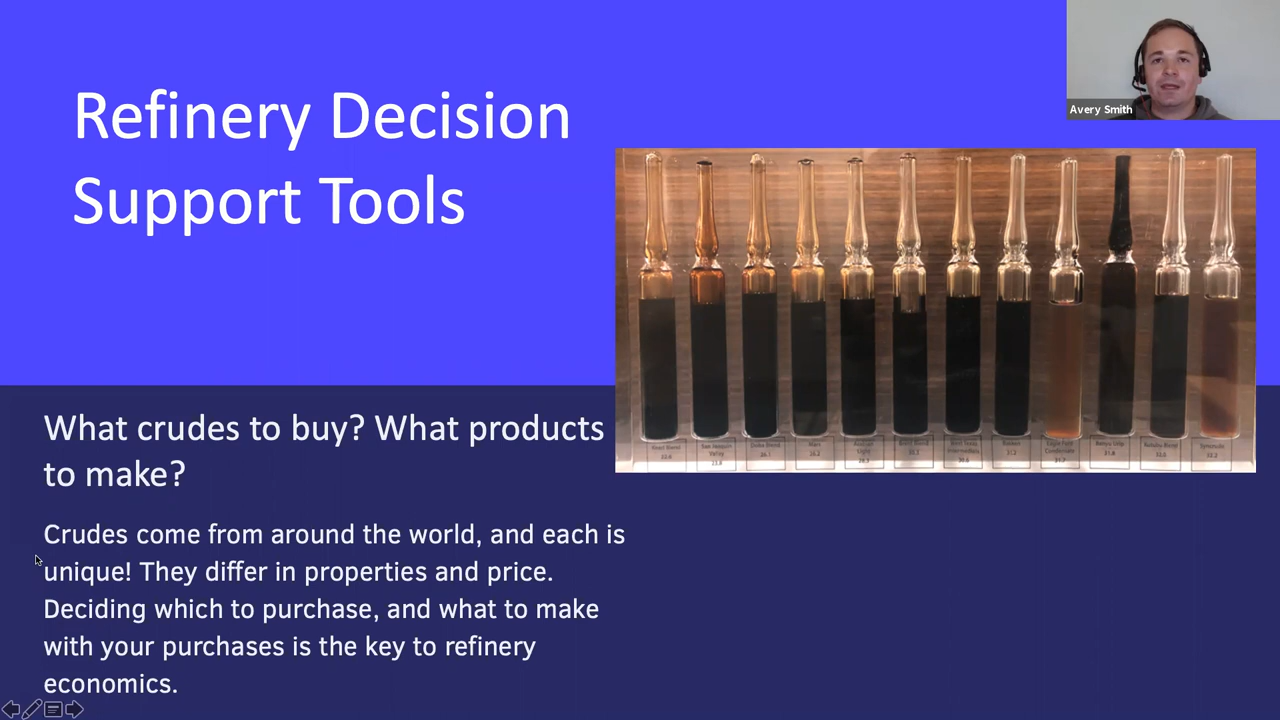 Refinery Decision
Support Tools
Avery Smith
What crudes to buy? What products
to make?
Crudes come from around the world, and each is
unique! They differ in properties and price.
Deciding which to purchase, and what to make
with your purchases is the key to refinery
economics.